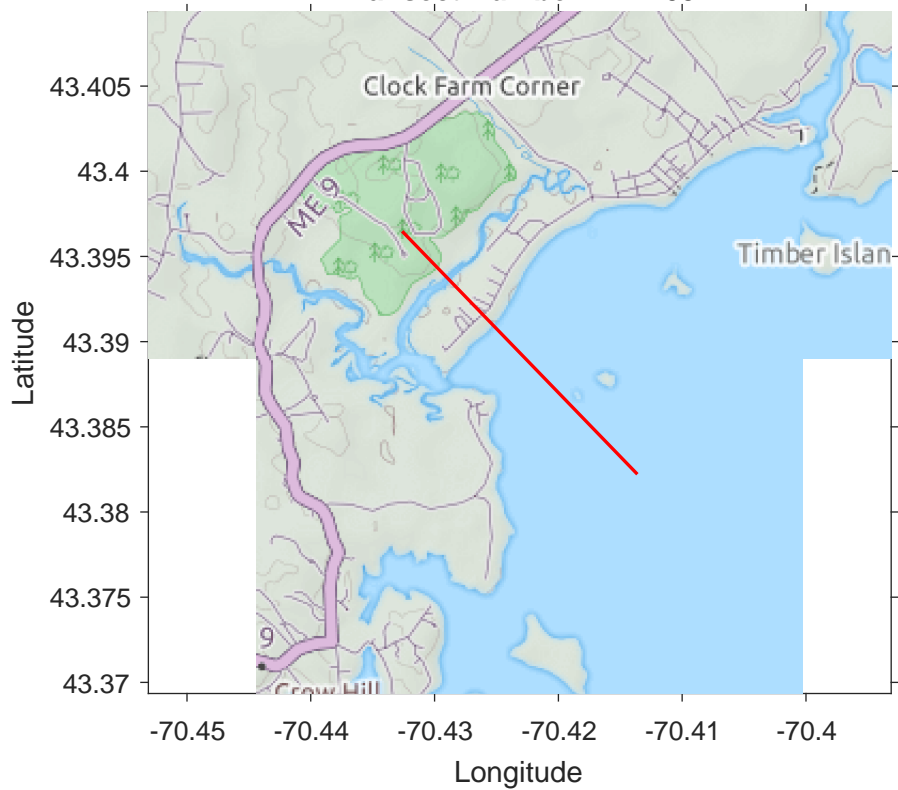 Clock Farm Corner
ME 9
Timber Islan
9
Crow Hill
43.405
43.4
43.395
43.39
43.385
43.38
43.375
43.37
Latitude
-70.45
-70.44
-70.43
-70.42
-70.41
-70.4
Longitude